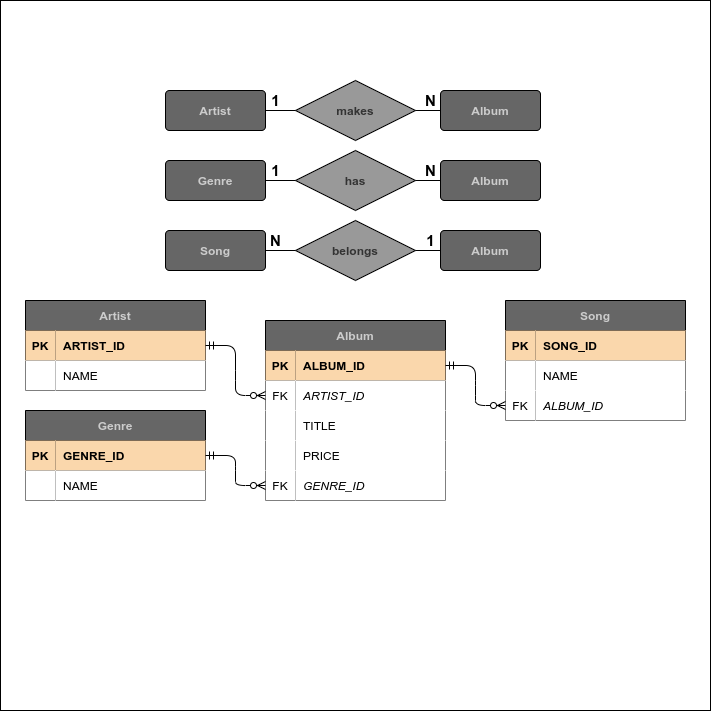 Artist 1 makes N Album
Genre 1 has N Album
Song N belongs 1 Album
Artist
PK ARTIST_ID
NAME
Genre
PK GENRE_ID
NAME
Album
PK ALBUM_ID
FK ARTIST_ID
TITLE
PRICE
FK GENRE_ID
Song
PK SONG_ID
NAME
FK ALBUM_ID